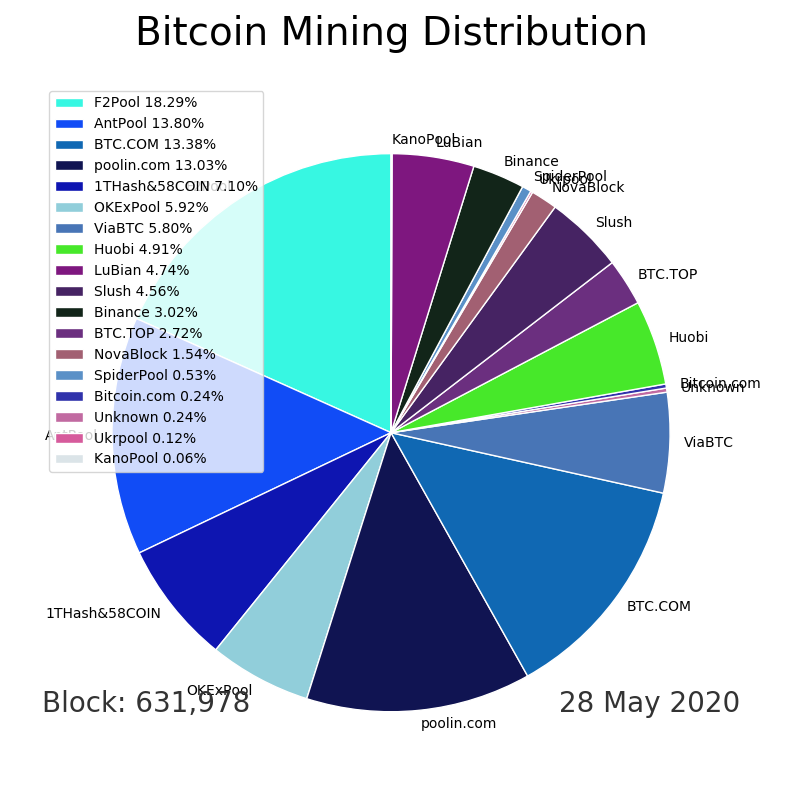 Bitcoin Mining Distribution
F2Pool 18.29%
AntPool 13.80%
BTC.COM 13.38%
poolin.com 13.03%
1THash&58COIN 7.10%
OKExPool 5.92%
ViaBTC 5.80%
Huobi 4.91%
LuBian 4.74%
Slush 4.56%
Binance 3.02%
BTC.TOP 2.72%
NovaBlock 1.54%
SpiderPool 0.53%
Bitcoin.com 0.24%
Unknown 0.24%
Ukrpool 0.12%
KanoPool 0.06%
KanoPool
LuBian
Binance
SpiderPool
Ukrpool
NovaBlock
Slush
BTC.TOP
Huobi
Bitcoin.com
Unknown
ViaBTC
BTC.COM
poolin.com
OKExPool
1THash&58COIN
AntPool
Block: 631,978
28 May 2020